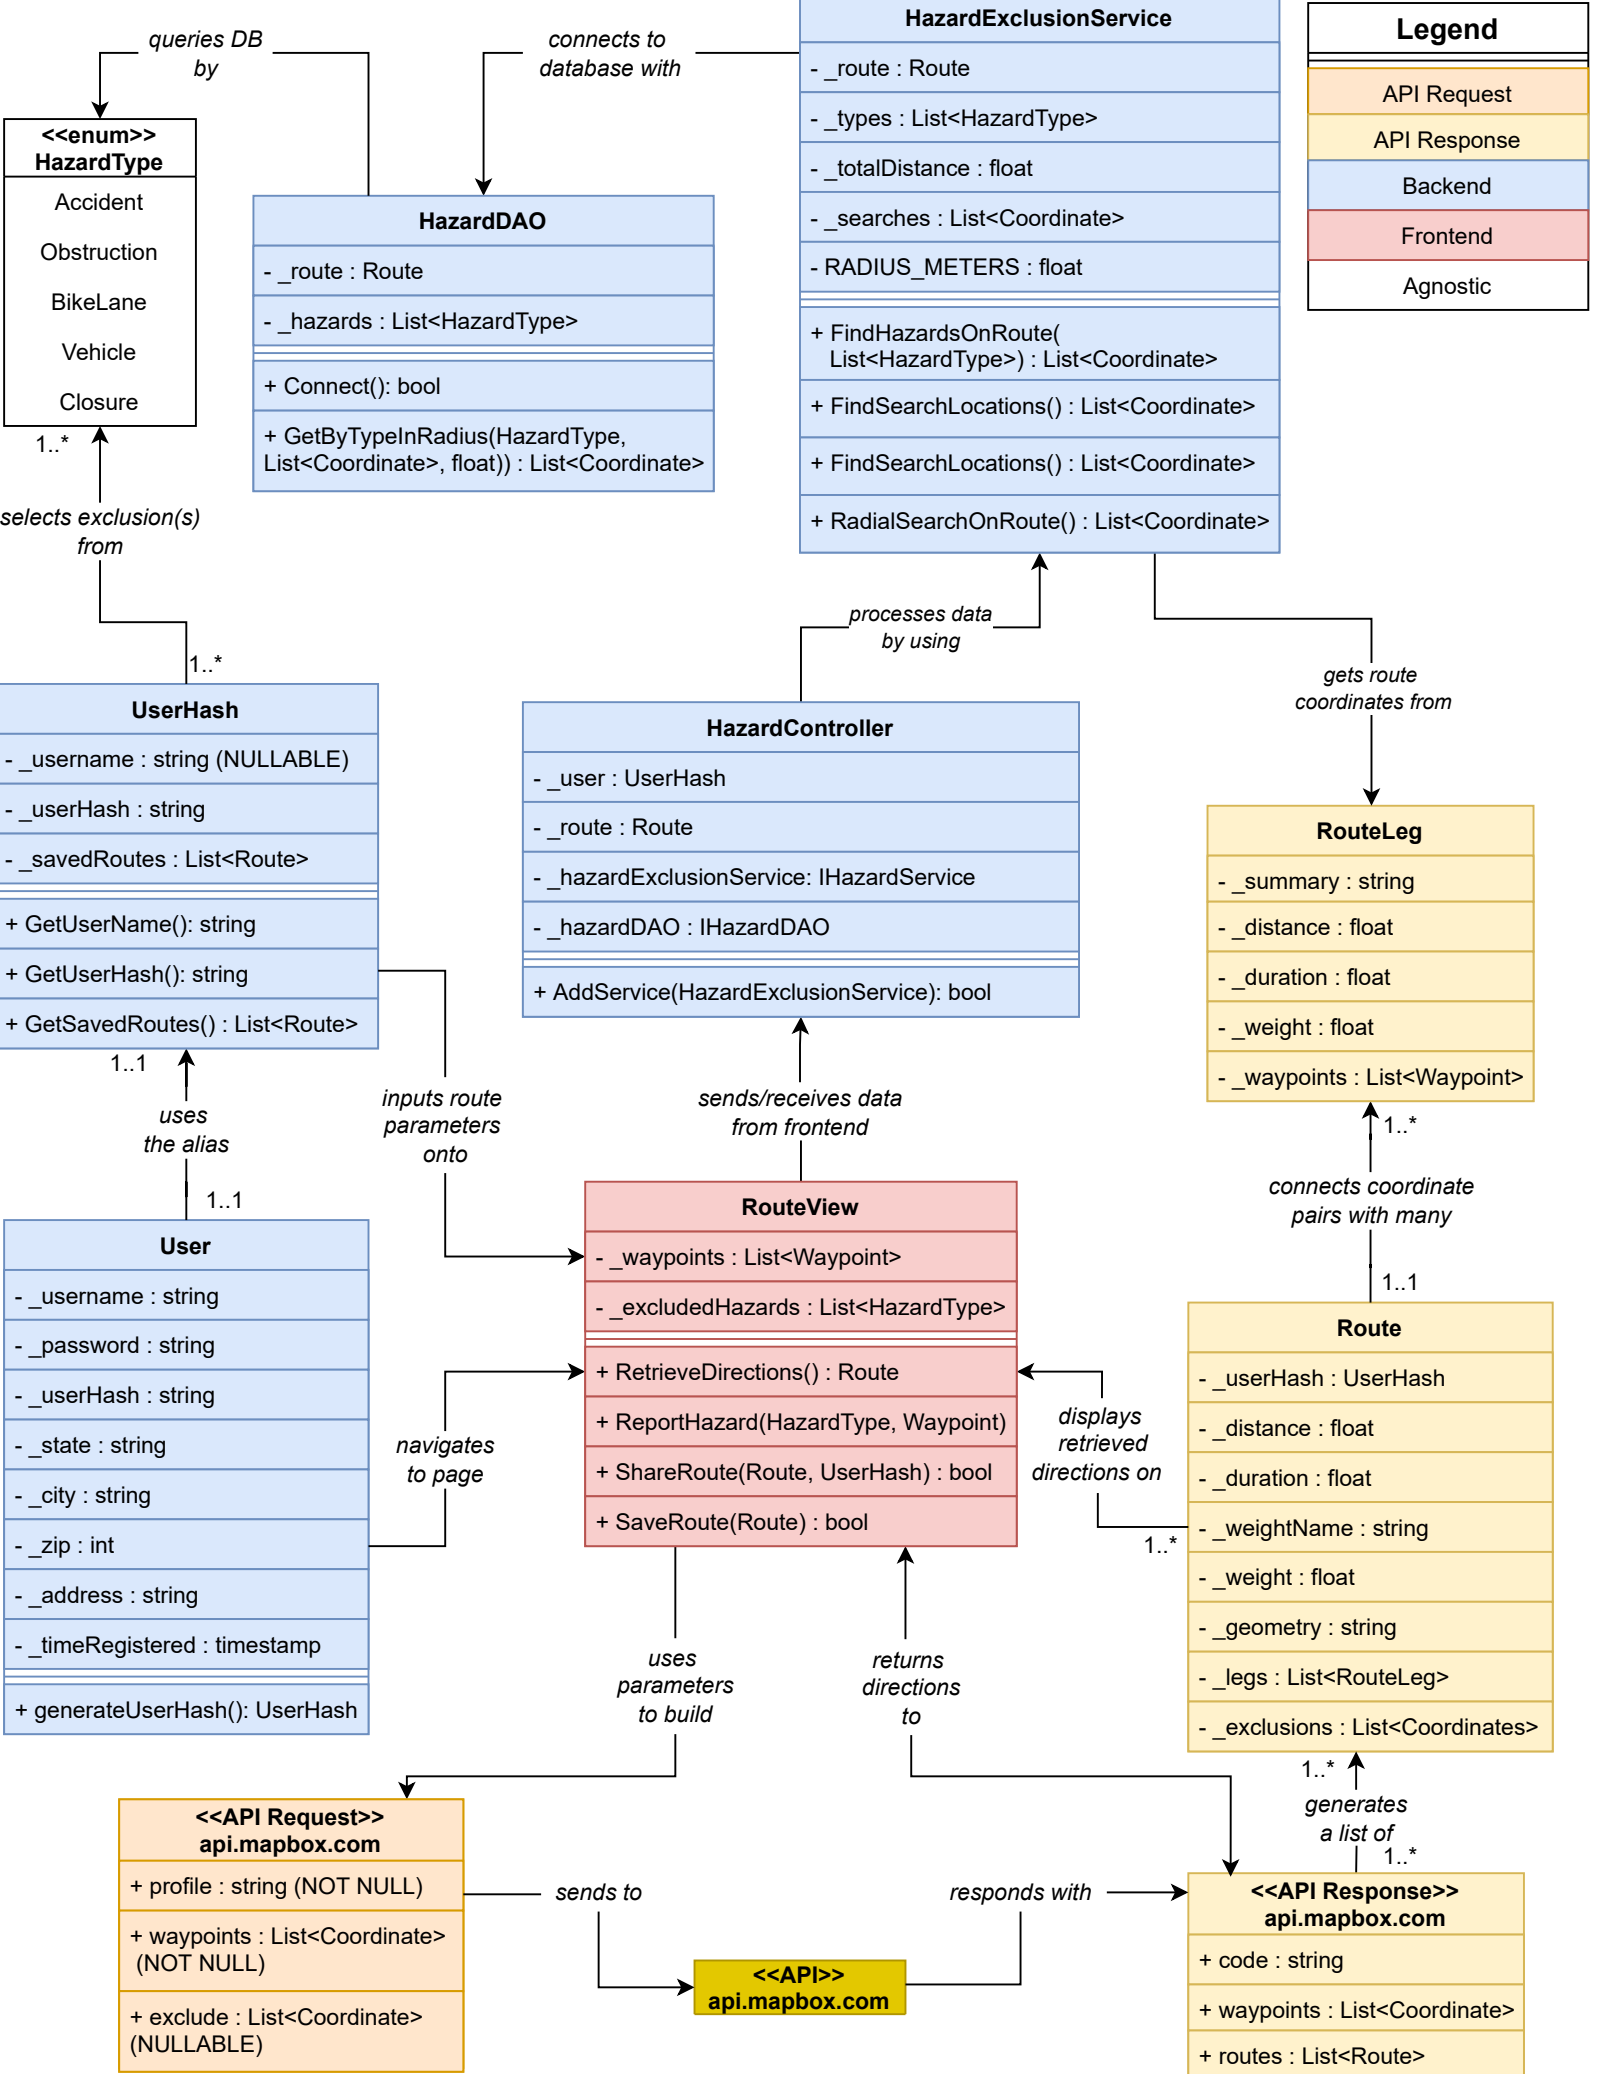 queries DB
by
connects to
database with
HazardExclusionService
- _route : Route
- _types : List<HazardType>
- _totalDistance : float
- _searches : List<Coordinate>
- RADIUS_METERS : float
+ FindHazardsOnRoute(
List<HazardType>) : List<Coordinate>
+ FindSearchLocations() : List<Coordinate>
+ FindSearchLocations() : List<Coordinate>
+ RadialSearchOnRoute() : List<Coordinate>
Legend
API Request
API Response
Backend
Frontend
Agnostic
<<enum>>
HazardType
Accident
Obstruction
BikeLane
Vehicle
Closure
1..*
HazardDAO
- _route : Route
- _hazards : List<HazardType>
+ Connect(): bool
+ GetByTypeInRadius(HazardType,
List<Coordinate>, float)) : List<Coordinate>
selects exclusion(s)
from
1..*
processes data
by using
gets route
coordinates from
UserHash
- _username : string (NULLABLE)
- _userHash : string
- _savedRoutes : List<Route>
+ GetUserName(): string
+ GetUserHash(): string
+ GetSavedRoutes() : List<Route>
1..1
HazardController
- _user : UserHash
- _route : Route
- _hazardExclusionService: IHazardService
- _hazardDAO : IHazardDAO
+ AddService(HazardExclusionService): bool
RouteLeg
- _summary : string
- _distance : float
- _duration : float
- _weight : float
- _waypoints : List<Waypoint>
1..*
uses
the alias
1..1
inputs route
parameters
onto
sends/receives data
from frontend
connects coordinate
pairs with many
1..1
User
- _username : string
- _password : string
- _userHash : string
- _state : string
- _city : string
- _zip : int
- _address : string
- _timeRegistered : timestamp
+ generateUserHash(): UserHash
navigates
to page
RouteView
- _waypoints : List<Waypoint>
- _excludedHazards : List<HazardType>
+ RetrieveDirections() : Route
+ ReportHazard(HazardType, Waypoint)
+ ShareRoute(Route, UserHash) : bool
+ SaveRoute(Route) : bool
displays
retrieved
directions on
1..*
Route
- _userHash : UserHash
- _distance : float
- _duration : float
- _weightName : string
- _weight : float
- _geometry : string
- _legs : List<RouteLeg>
- _exclusions : List<Coordinates>
1..*
uses
parameters
to build
returns
directions
to
generates
a list of
1..*
<<API Request>>
api.mapbox.com
+ profile : string (NOT NULL)
+ waypoints : List<Coordinate>
(NOT NULL)
+ exclude : List<Coordinate>
(NULLABLE)
sends to
<<API>>
api.mapbox.com
responds with
<<API Response>>
api.mapbox.com
+ code : string
+ waypoints : List<Coordinate>
+ routes : List<Route>